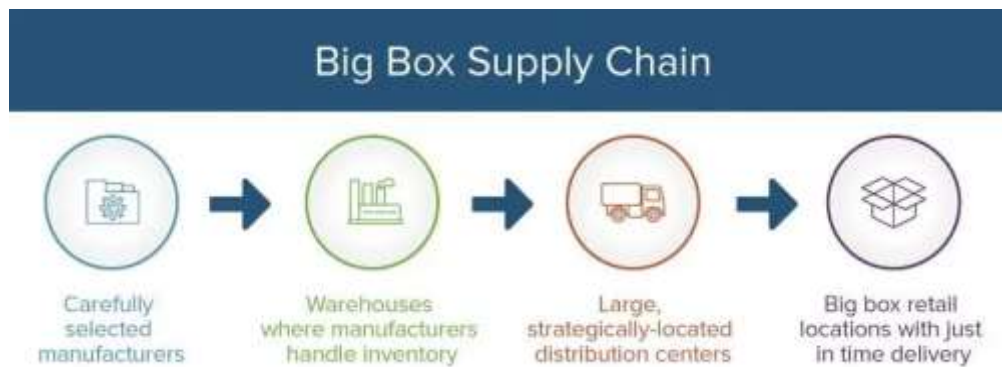 Big Box Supply Chain
Carefully
selected
manufacturers
Warehouses
where manufacturers
handle inventory
Large,
strategically-located
distribution centers
Big box retail
locations with just
in time delivery